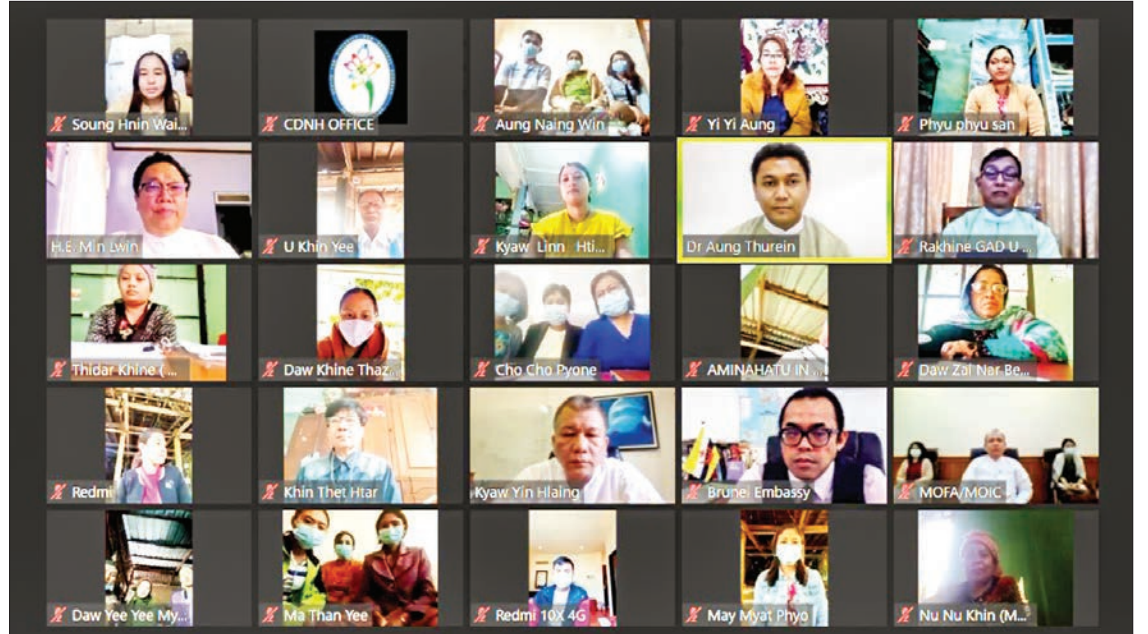 Soung Hnin Wai...
CDNH OFFICE
Aung Naing Win
Yi Yi Aung
Phyu phyu san
H.E. Min Lwin
U Khin Yee
Kyaw Linn Hti...
Dr Aung Thurein
Rakhine GAD U ...
Thidar Khine ( ...
Daw Khine Thaz...
Cho Cho Pyone
AMINAHATU IN ...
Daw Zai Nar Be...
Redmi
Khin Thet Htar
Kyaw Yin Hlaing
Brunei Embassy
MOFA/MOIC
Daw Yee Yee My...
Ma Than Yee
Redmi 10X 4G
May Myat Phyo
Nu Nu Khin (M...